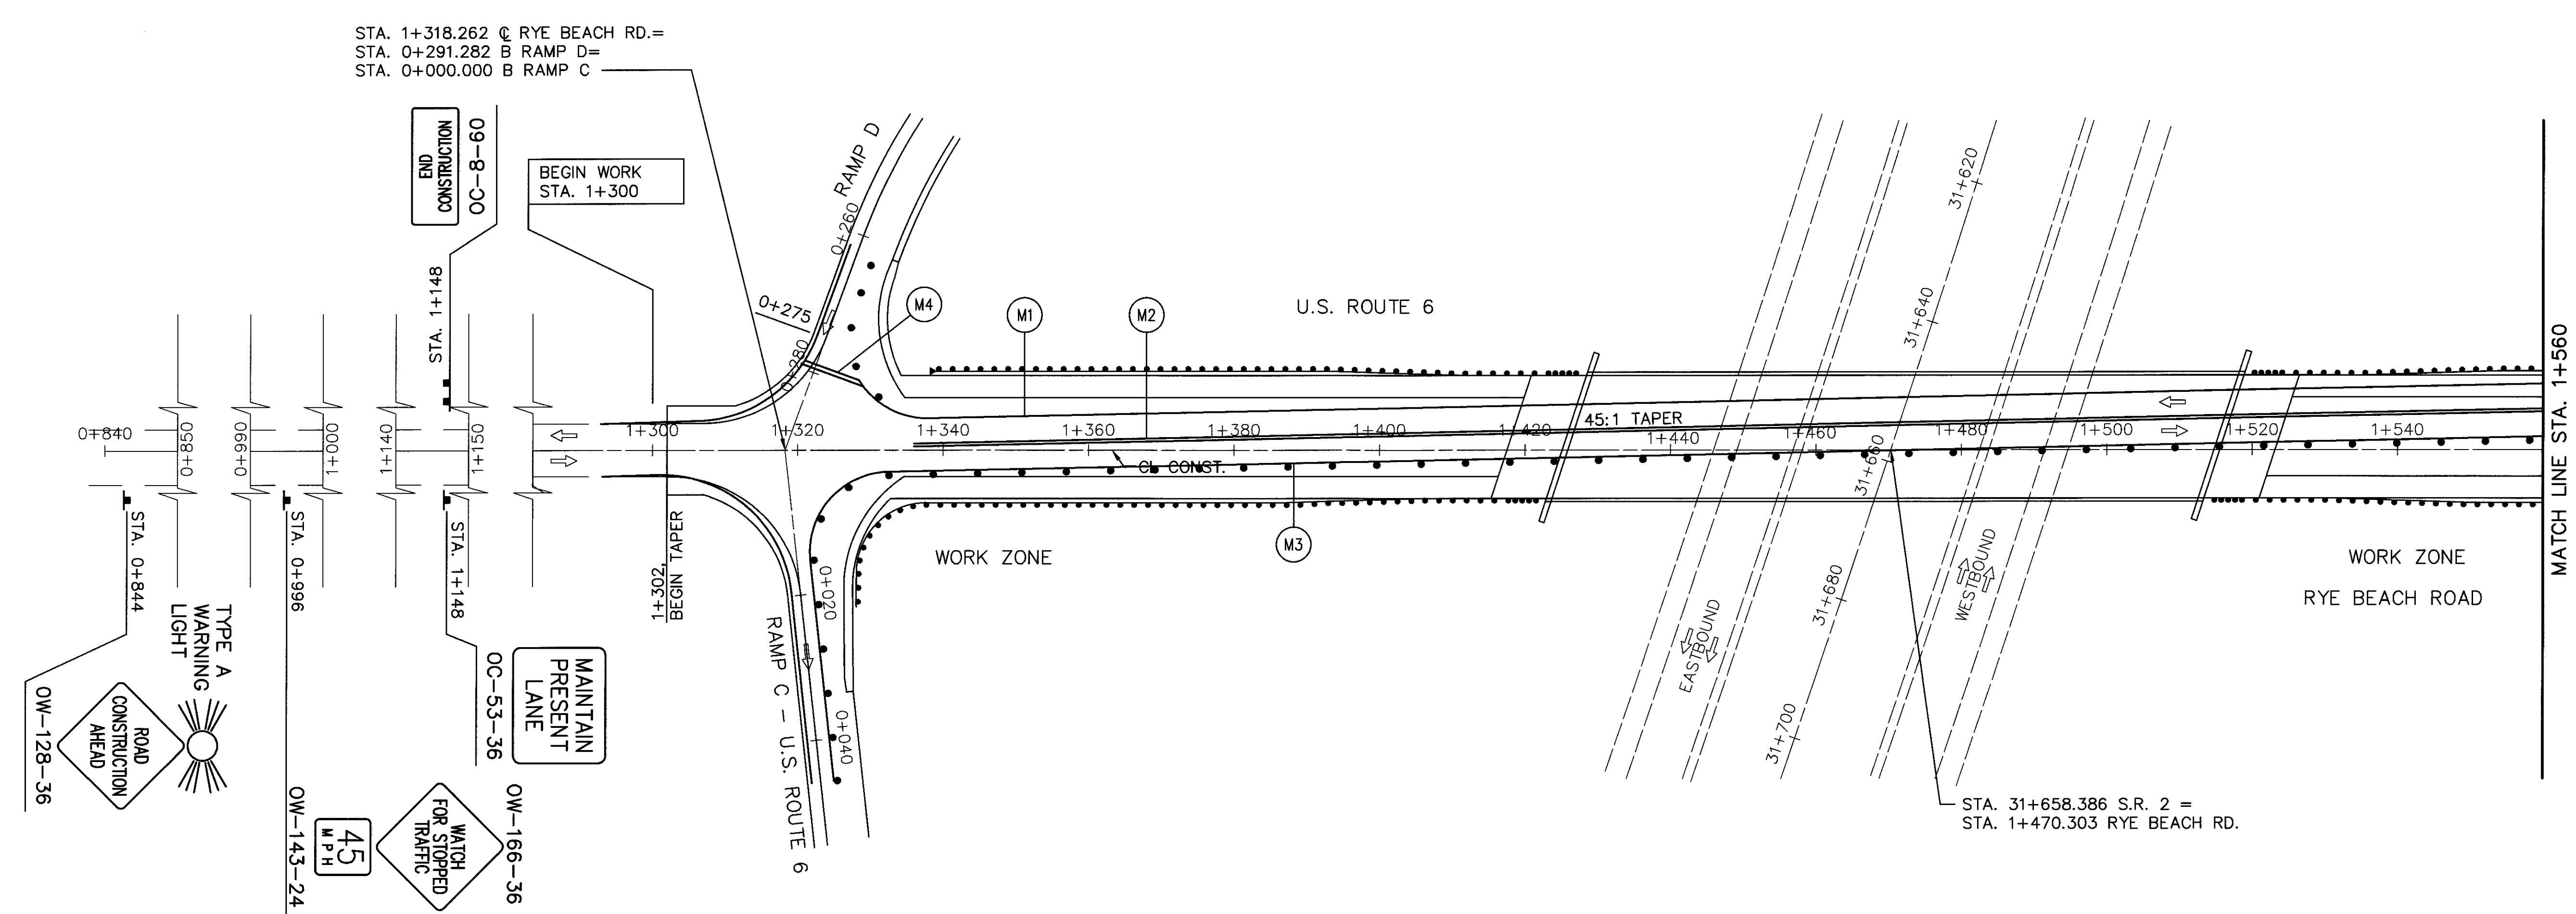 STA. 1+318.262 ℄ RYE BEACH RD.=
STA. 0+291.282 B RAMP D=
STA. 0+000.000 B RAMP C
END
CONSTRUCTION
OC-8-60
BEGIN WORK
STA. 1+300
STA. 1+148
RAMP D
0+260
0+275
0+280
M4
M1
M2
U.S. ROUTE 6
31+620
31+640
MATCH LINE STA. 1+560
0+840
0+850
0+990
1+000
1+140
1+150
1+300
1+320
1+340
1+360
1+380
1+400
1+420
45:1 TAPER
1+440
1+460
1+480
1+500
1+520
1+540
CL CONST.
31+660
STA. 0+844
STA. 0+996
STA. 1+148
1+302,
BEGIN TAPER
M3
WORK ZONE
0+020
0+040
RAMP C - U.S. ROUTE 6
31+680
31+700
EASTBOUND
WESTBOUND
WORK ZONE
RYE BEACH ROAD
TYPE A
WARNING
LIGHT
ROAD
CONSTRUCTION
AHEAD
OW-128-36
MAINTAIN
PRESENT
LANE
OC-53-36
OW-166-36
WATCH
FOR STOPPED
TRAFFIC
45
MPH
OW-143-24
STA. 31+658.386 S.R. 2 =
STA. 1+470.303 RYE BEACH RD.